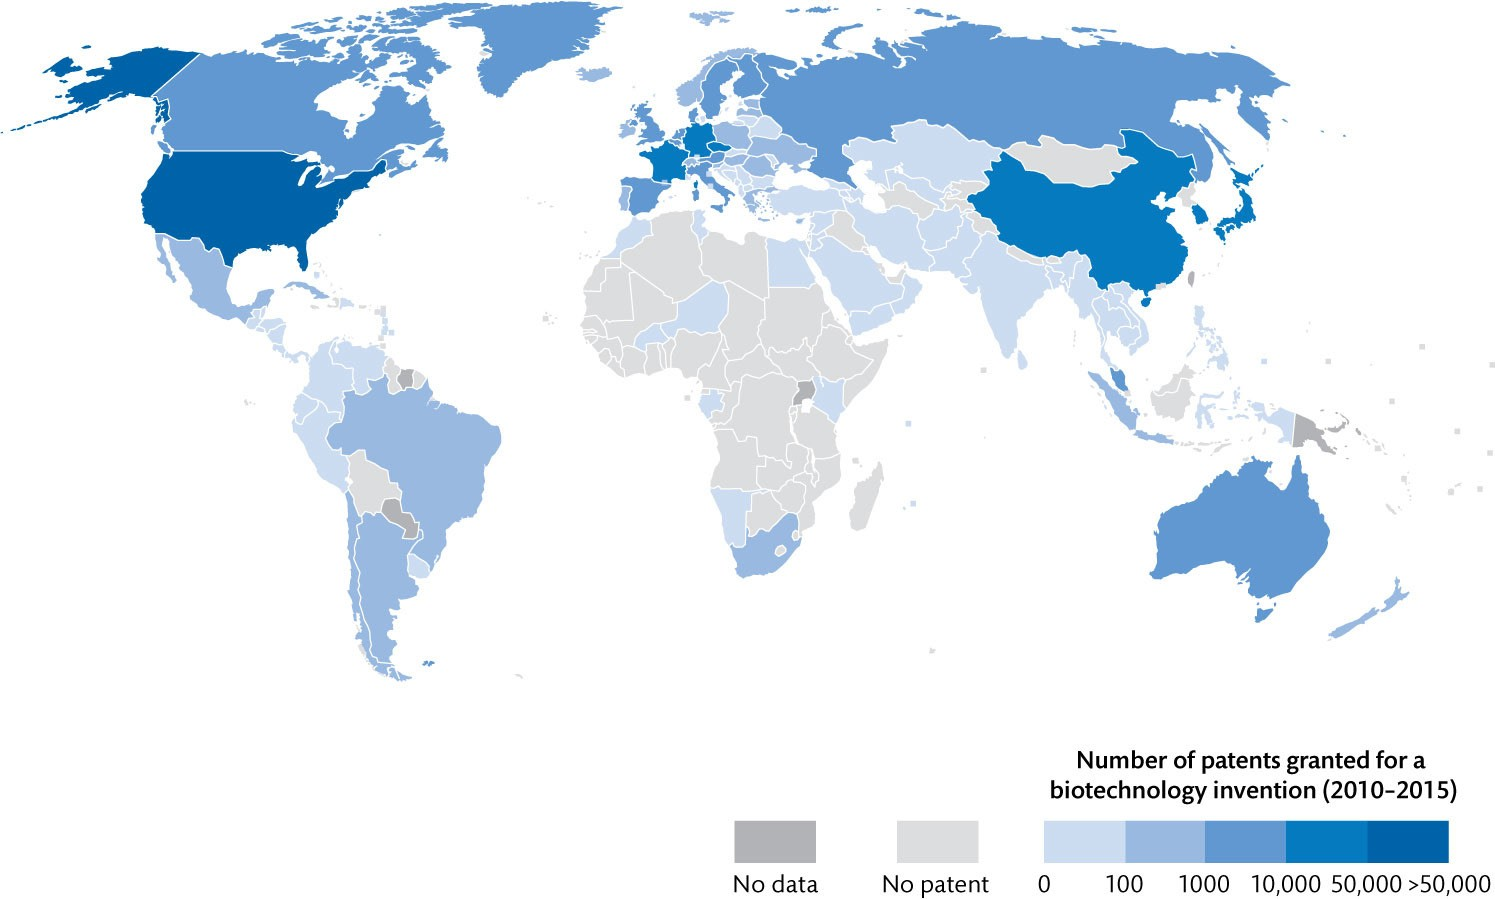 Number of patents granted for a
biotechnology invention (2010–2015)
No data
No patent
0 100 1000 10,000 50,000 >50,000